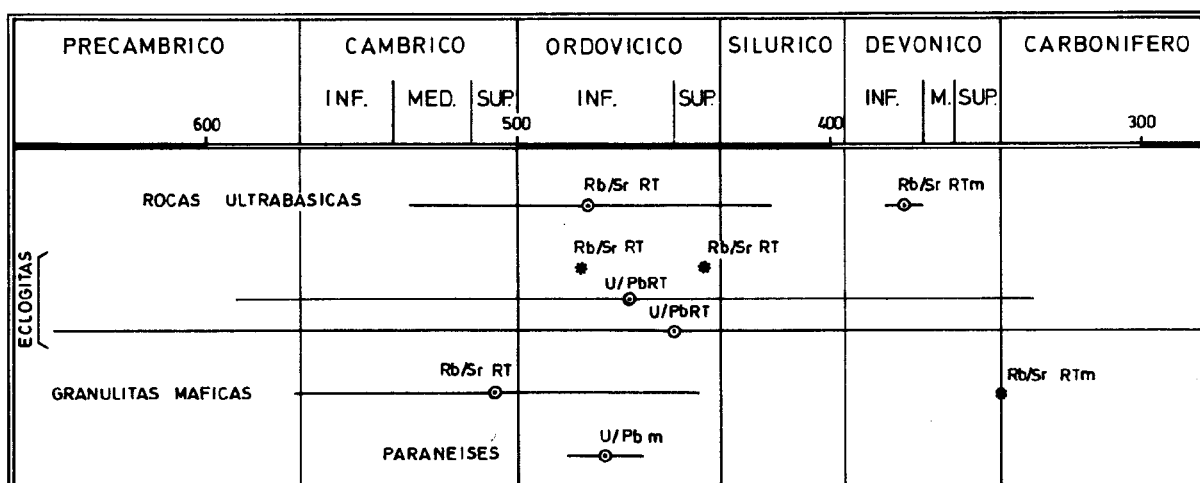 PRECAMBRICO CAMBRICO ORDOVICICO SILURICO DEVONICO CARBONIFERO
INF. MED. SUP. INF. SUP. INF. M. SUP.
600 500 400 300
Rb/Sr RT Rb/Sr RTm
ROCAS ULTRABASICAS
Rb/Sr RT Rb/Sr RT
U/PbRT
U/PbRT
ECLOGITAS
Rb/Sr RT Rb/Sr RTm
GRANULITAS MAFICAS
U/Pb m
PARANEISES